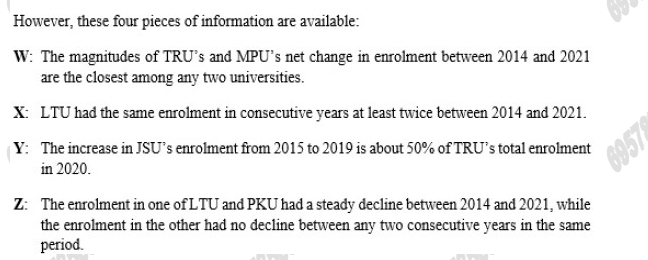 However, these four pieces of information are available:
W: The magnitudes of TRU's and MPU's net change in enrolment between 2014 and 2021
are the closest among any two universities.
X: LTU had the same enrolment in consecutive years at least twice between 2014 and 2021.
Y: The increase in JSU's enrolment from 2015 to 2019 is about 50% of TRU's total enrolment
in 2020.
Z: The enrolment in one of LTU and PKU had a steady decline between 2014 and 2021, while
the enrolment in the other had no decline between any two consecutive years in the same
period.